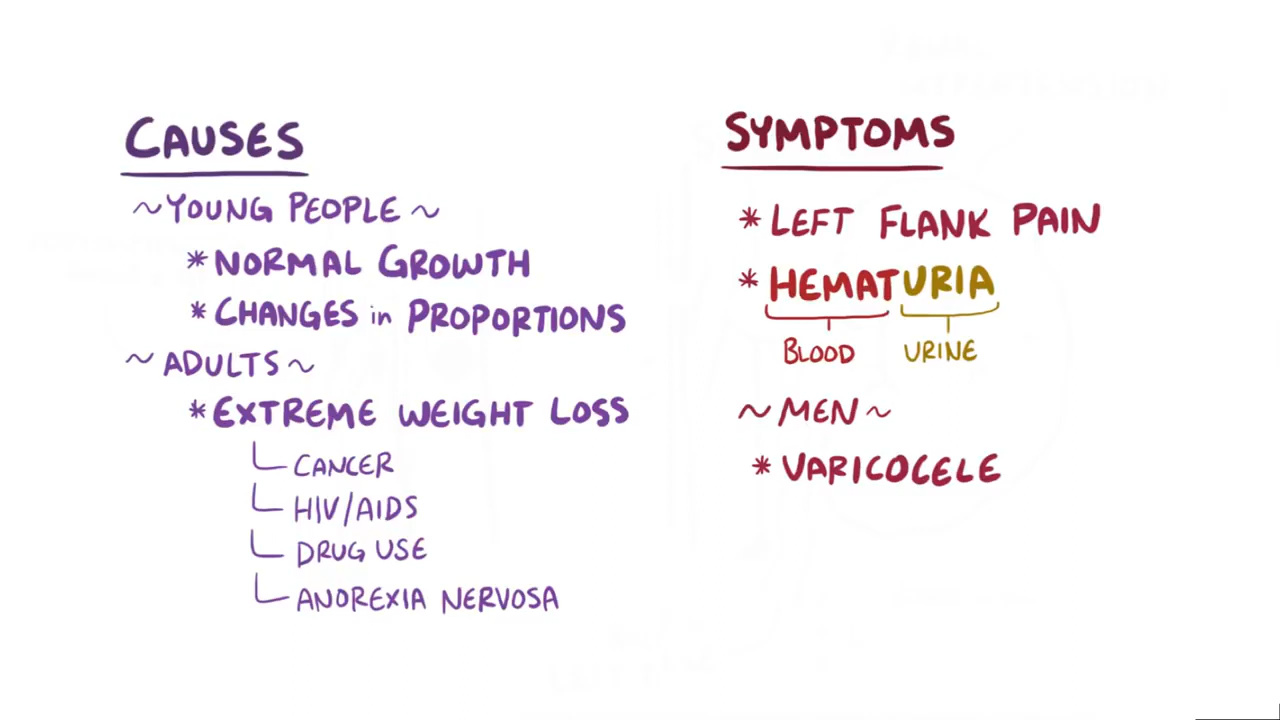 CAUSES
~YOUNG PEOPLE~
*NORMAL GROWTH
*CHANGES in PROPORTIONS
~ADULTS~
*EXTREME WEIGHT LOSS
CANCER
HIV/AIDS
DRUG USE
ANOREXIA NERVOSA
SYMPTOMS
*LEFT FLANK PAIN
*HEMATURIA
BLOOD URINE
~MEN~
*VARICOCELE